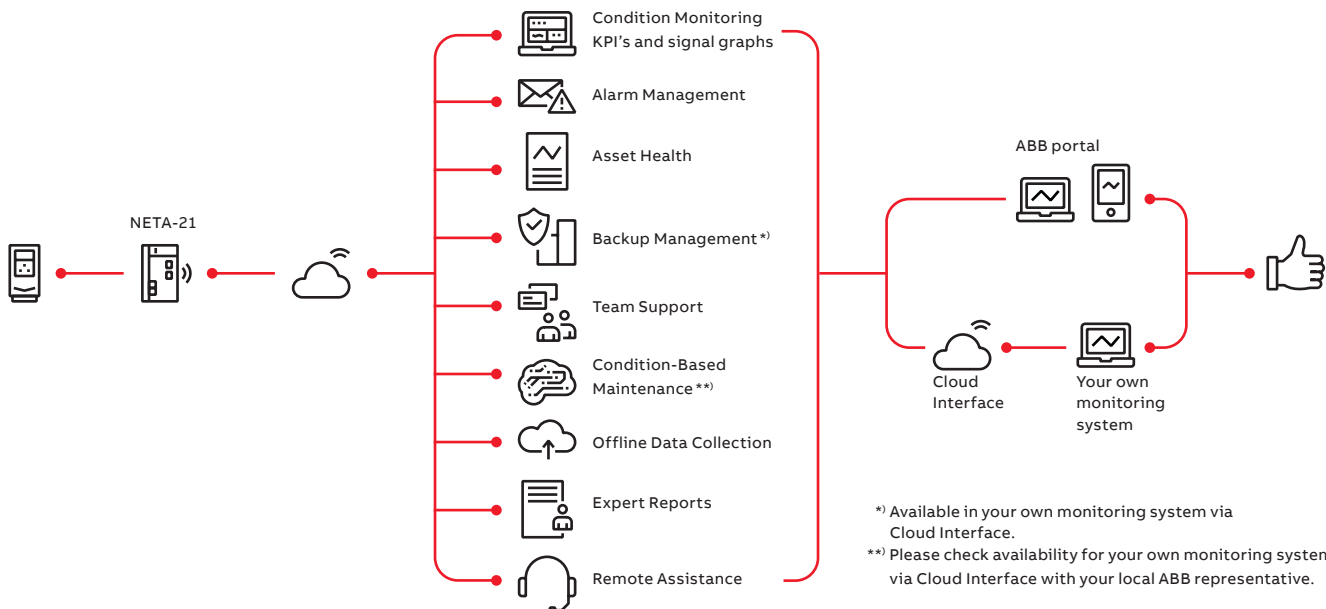 NETA-21
Condition Monitoring
KPI's and signal graphs
Alarm Management
Asset Health
Backup Management *)
Team Support
Condition-Based
Maintenance **)
Offline Data Collection
Expert Reports
Remote Assistance
ABB portal
Cloud
Interface
Your own
monitoring
system
*) Available in your own monitoring system via
Cloud Interface.
**) Please check availability for your own monitoring system
via Cloud Interface with your local ABB representative.